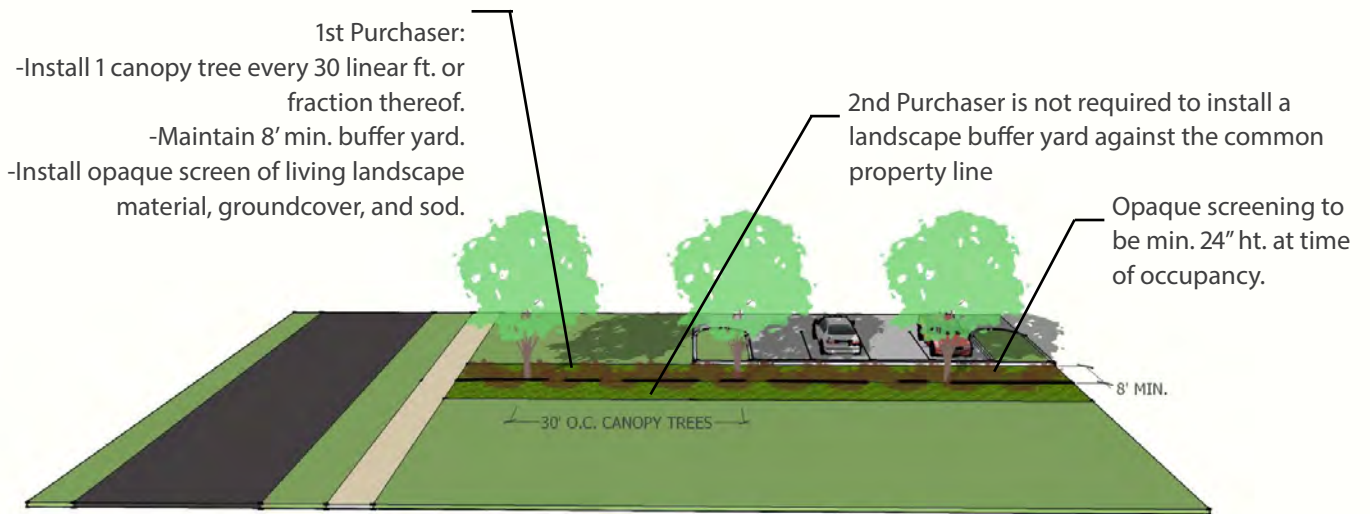 1st Purchaser:
-Install 1 canopy tree every 30 linear ft. or
fraction thereof.
-Maintain 8’ min. buffer yard.
-Install opaque screen of living landscape
material, groundcover, and sod.
2nd Purchaser is not required to install a
landscape buffer yard against the common
property line
Opaque screening to
be min. 24” ht. at time
of occupancy.
8' MIN.
30' O.C. CANOPY TREES